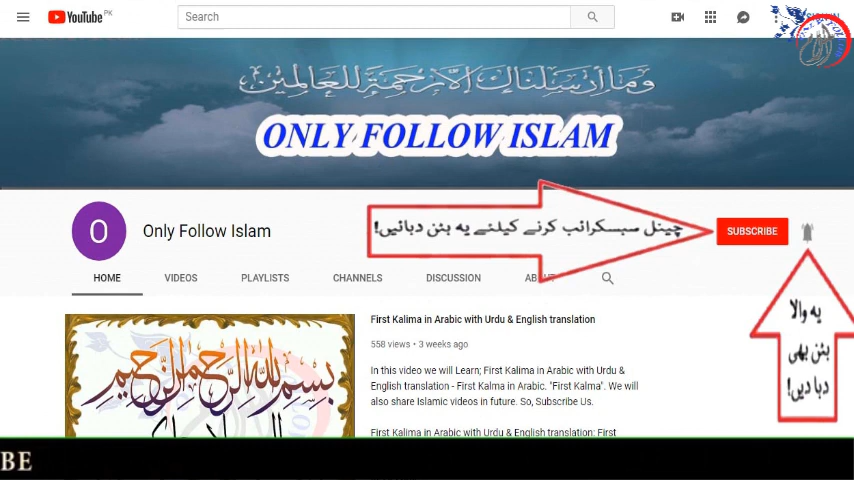 YouTube PK
Search
وما ارسلناك الا رحمة للعالمين
ONLY FOLLOW ISLAM
O
Only Follow Islam
چینل سبسکرائب کرنے کیلئے یہ بٹن دبائیں!
SUBSCRIBE
HOME VIDEOS PLAYLISTS CHANNELS DISCUSSION
یہ والا
بٹن بھی
دبا دیں!
First Kalima in Arabic with Urdu & English translation
558 views • 3 weeks ago
In this video we will Learn; First Kalima in Arabic with Urdu &
English translation - First Kalma in Arabic. "First Kalma". We will
also share Islamic videos in future. So, Subscribe Us.
First Kalima in Arabic with Urdu & English translation: First
بسم الله الرحمن الرحيم
BE